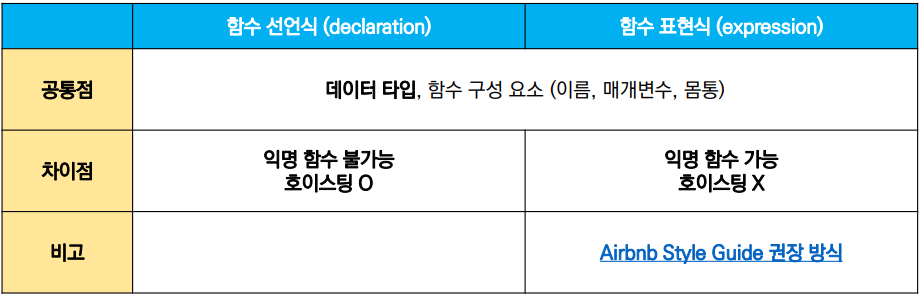 함수 선언식 (declaration)
함수 표현식 (expression)
공통점
데이터 타입, 함수 구성 요소 (이름, 매개변수, 몸통)
차이점
익명 함수 불가능
호이스팅 O
익명 함수 가능
호이스팅 X
비고
Airbnb Style Guide 권장 방식